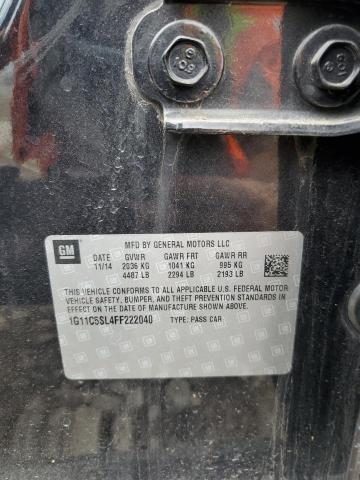 GM
MFD BY GENERAL MOTORS LLC
DATE GVWR GAWR FRT GAWR RR
11/14 2036 KG 1041 KG 995 KG
4487 LB 2294 LB 2193 LB
THIS VEHICLE CONFORMS TO ALL APPLICABLE U.S. FEDERAL MOTOR
VEHICLE SAFETY, BUMPER, AND THEFT PREVENTION
STANDARDS IN EFFECT ON THE DATE OF MANUFACTURE SHOWN ABOVE.
1G11C5SL4FF222040 TYPE: PASS CAR